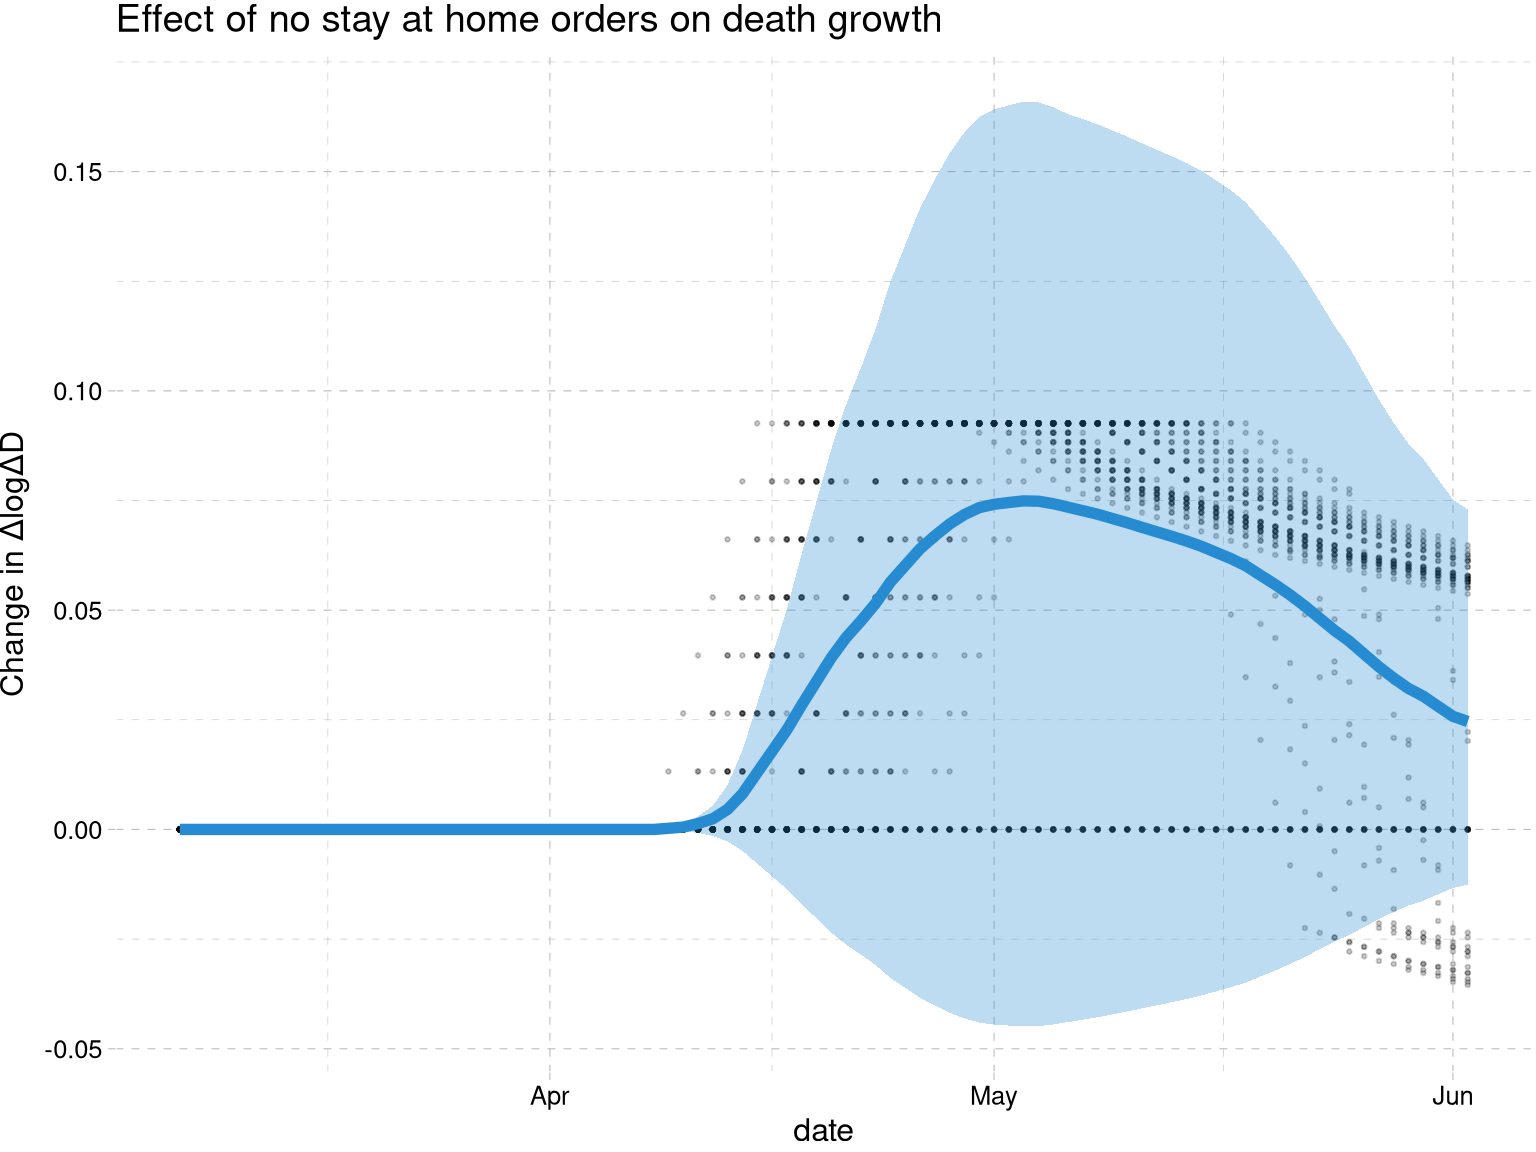 Effect of no stay at home orders on death growth
Change in ΔlogΔD
0.15
0.10
0.05
0.00
-0.05
Apr
May
Jun
date